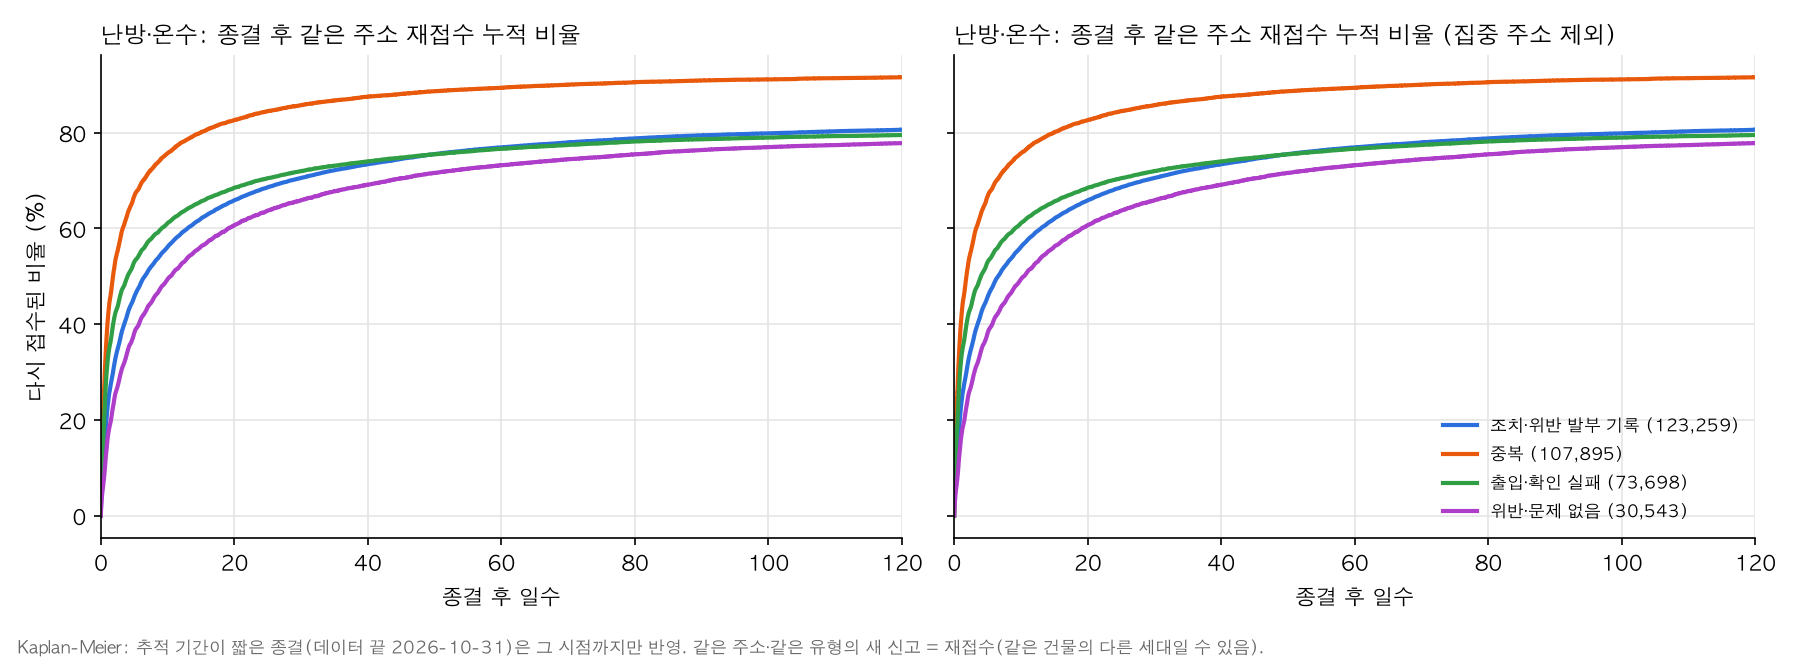 난방·온수: 종결 후 같은 주소 재접수 누적 비율
다시 접수된 비율 (%)
80
60
40
20
0
0 20 40 60 80 100 120
종결 후 일수
난방·온수: 종결 후 같은 주소 재접수 누적 비율 (집중 주소 제외)
조치·위반 발부 기록 (123,259)
중복 (107,895)
출입·확인 실패 (73,698)
위반·문제 없음 (30,543)
0 20 40 60 80 100 120
종결 후 일수
Kaplan-Meier: 추적 기간이 짧은 종결(데이터 끝 2026-10-31)은 그 시점까지만 반영. 같은 주소·같은 유형의 새 신고 = 재접수(같은 건물의 다른 세대일 수 있음).